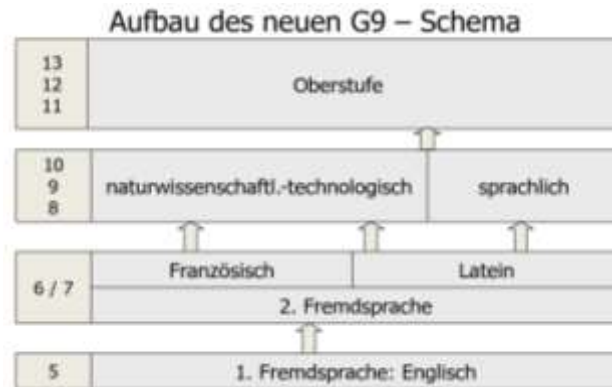 Aufbau des neuen G9 – Schema
13
12
11
Oberstufe
10
9
8
naturwissenschaftl.-technologisch
sprachlich
6 / 7
Französisch
Latein
2. Fremdsprache
5
1. Fremdsprache: Englisch